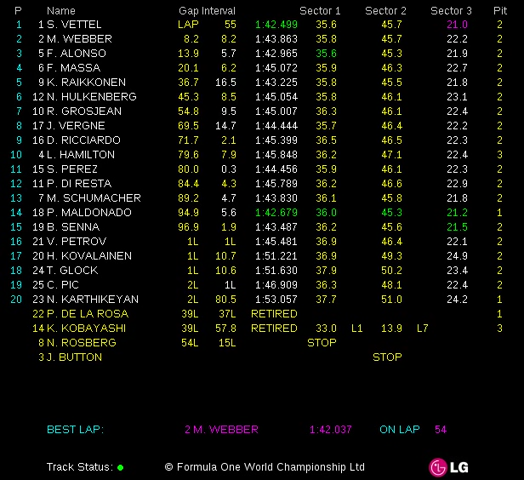 P Name Gap Interval Sector 1 Sector 2 Sector 3 Pit
1 1 S. VETTEL LAP 55 1:42.499 35.6 45.7 21.0 2
2 2 M. WEBBER 8.2 8.2 1:43.863 35.8 45.7 22.2 2
3 5 F. ALONSO 13.9 5.7 1:42.965 35.6 45.3 21.9 2
4 6 F. MASSA 20.1 6.2 1:45.072 35.9 46.3 22.7 2
5 9 K. RAIKKONEN 36.7 16.5 1:43.225 35.8 45.5 21.8 2
6 12 N. HULKENBERG 45.3 8.5 1:45.054 35.8 46.1 23.1 2
7 10 R. GROSJEAN 54.8 9.5 1:45.007 36.3 46.1 22.4 2
8 17 J. VERGNE 69.5 14.7 1:44.444 35.7 46.4 22.2 2
9 16 D. RICCIARDO 71.7 2.1 1:45.399 36.5 46.5 22.3 2
10 4 L. HAMILTON 79.6 7.9 1:45.848 36.2 47.1 22.4 3
11 15 S. PEREZ 80.0 0.3 1:44.456 35.9 46.1 22.3 2
12 11 P. DI RESTA 84.4 4.3 1:45.789 36.2 46.6 22.9 2
13 7 M. SCHUMACHER 89.2 4.7 1:43.830 36.1 45.8 21.8 2
14 18 P. MALDONADO 94.9 5.6 1:42.679 36.0 45.3 21.2 1
15 19 B. SENNA 96.9 1.9 1:43.487 36.2 45.6 21.5 2
16 21 V. PETROV 1L 1L 1:45.481 36.9 46.4 22.1 2
17 20 H. KOVALAINEN 1L 10.7 1:51.221 36.9 49.3 24.9 2
18 24 T. GLOCK 1L 10.6 1:51.630 37.9 50.2 23.4 2
19 25 C. PIC 2L 1L 1:46.909 36.3 48.1 22.4 2
20 23 N. KARTHIKEYAN 2L 80.5 1:53.057 37.7 51.0 24.2 1
22 P. DE LA ROSA 39L 37L RETIRED 1
14 K. KOBAYASHI 39L 57.8 RETIRED 33.0 L1 13.9 L7 3
8 N. ROSBERG 54L 15L STOP
3 J. BUTTON STOP
BEST LAP: 2 M. WEBBER 1:42.037 ON LAP 54
Track Status: © Formula One World Championship Ltd LG